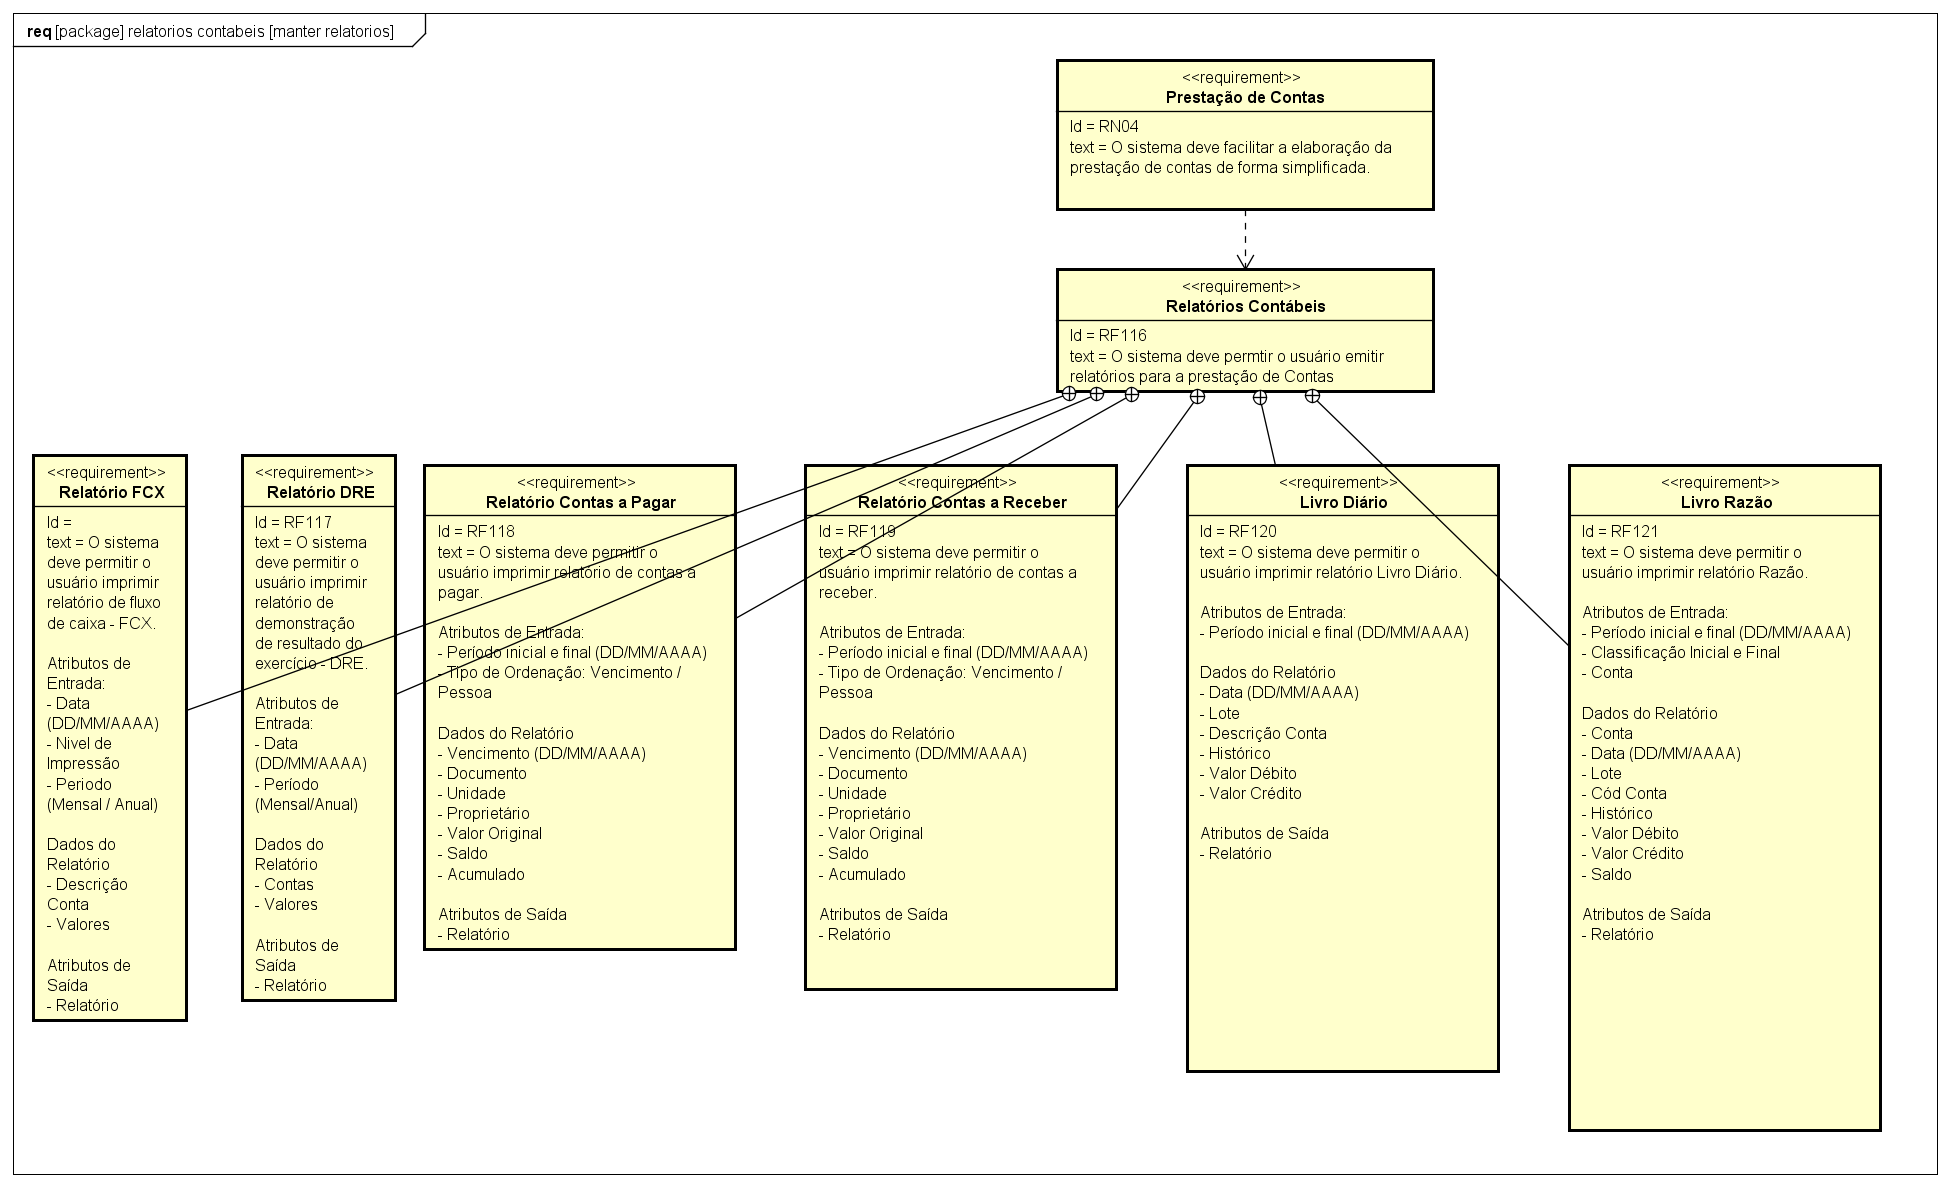 req [package] relatorios contabeis [manter relatorios]
<<requirement>>
Prestação de Contas
Id = RN04
text = O sistema deve facilitar a elaboração da
prestação de contas de forma simplificada.
<<requirement>>
Relatórios Contábeis
Id = RF116
text = O sistema deve permtir o usuário emitir
relatórios para a prestação de Contas
<<requirement>>
Relatório FCX
Id =
text = O sistema
deve permitir o
usuário imprimir
relatório de fluxo
de caixa - FCX.
Atributos de
Entrada:
- Data
(DD/MM/AAAA)
- Nivel de
Impressão
- Periodo
(Mensal / Anual)
Dados do
Relatório
- Descrição
Conta
- Valores
Atributos de
Saída
- Relatório
<<requirement>>
Relatório DRE
Id = RF117
text = O sistema
deve permitir o
usuário imprimir
relatório de
demonstração
de resultado do
exercício - DRE.
Atributos de
Entrada:
- Data
(DD/MM/AAAA)
- Período
(Mensal/Anual)
Dados do
Relatório
- Contas
- Valores
Atributos de
Saída
- Relatório
<<requirement>>
Relatório Contas a Pagar
Id = RF118
text = O sistema deve permitir o
usuário imprimir relatório de contas a
pagar.
Atributos de Entrada:
- Período inicial e final (DD/MM/AAAA)
- Tipo de Ordenação: Vencimento /
Pessoa
Dados do Relatório
- Vencimento (DD/MM/AAAA)
- Documento
- Unidade
- Proprietário
- Valor Original
- Saldo
- Acumulado
Atributos de Saída
- Relatório
<<requirement>>
Relatório Contas a Receber
Id = RF119
text = O sistema deve permitir o
usuário imprimir relatório de contas a
receber.
Atributos de Entrada:
- Período inicial e final (DD/MM/AAAA)
- Tipo de Ordenação: Vencimento /
Pessoa
Dados do Relatório
- Vencimento (DD/MM/AAAA)
- Documento
- Unidade
- Proprietário
- Valor Original
- Saldo
- Acumulado
Atributos de Saída
- Relatório
<<requirement>>
Livro Diário
Id = RF120
text = O sistema deve permitir o
usuário imprimir relatório Livro Diário.
Atributos de Entrada:
- Período inicial e final (DD/MM/AAAA)
Dados do Relatório
- Data (DD/MM/AAAA)
- Lote
- Descrição Conta
- Histórico
- Valor Débito
- Valor Crédito
Atributos de Saída
- Relatório
<<requirement>>
Livro Razão
Id = RF121
text = O sistema deve permitir o
usuário imprimir relatório Razão.
Atributos de Entrada:
- Período inicial e final (DD/MM/AAAA)
- Classificação Inicial e Final
- Conta
Dados do Relatório
- Conta
- Data (DD/MM/AAAA)
- Lote
- Cód Conta
- Histórico
- Valor Débito
- Valor Crédito
- Saldo
Atributos de Saída
- Relatório